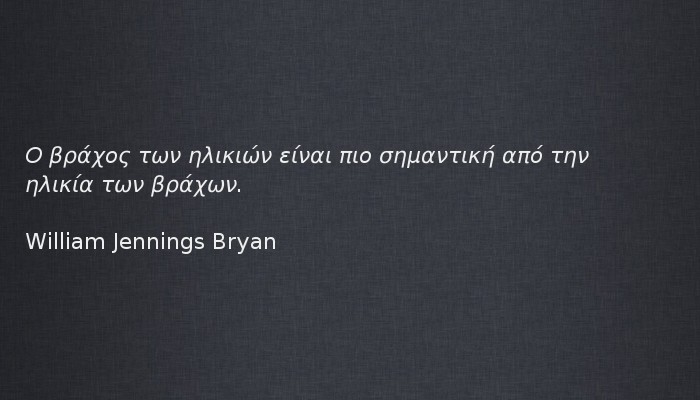 Ο βράχος των ηλικιών είναι πιο σημαντική από την
ηλικία των βράχων.
William Jennings Bryan